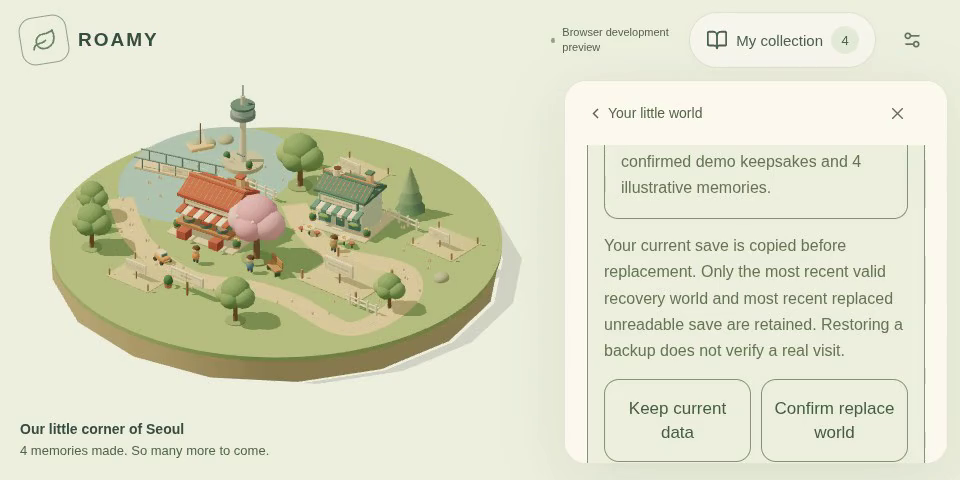 ROAMY
Browser development
preview
My collection
4
Your little world
confirmed demo keepsakes and 4
illustrative memories.
Your current save is copied before
replacement. Only the most recent valid
recovery world and most recent replaced
unreadable save are retained. Restoring a
backup does not verify a real visit.
Keep current
data
Confirm replace
world
Our little corner of Seoul
4 memories made. So many more to come.